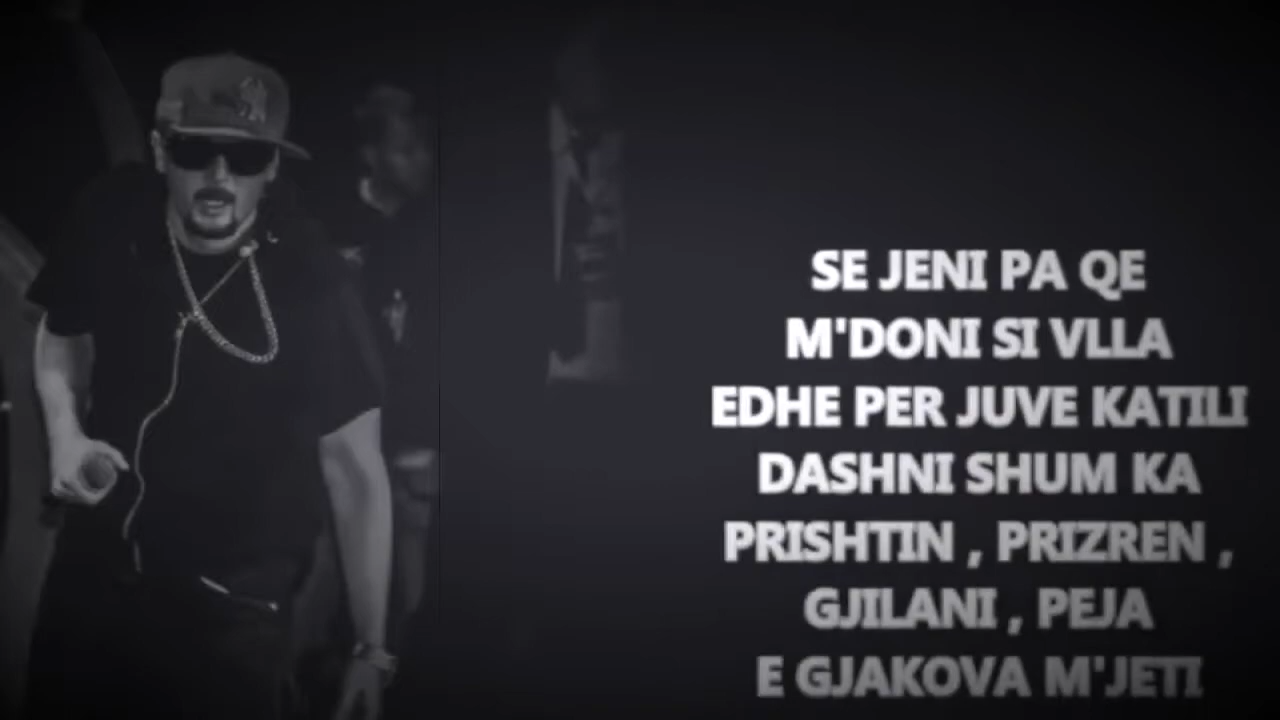 SE JENI PA QE
M'DONI SI VLLA
EDHE PER JUVE KATILI
DASHNI SHUM KA
PRISHTIN , PRIZREN ,
GJILANI , PEJA
E GJAKOVA M'JETI
NY